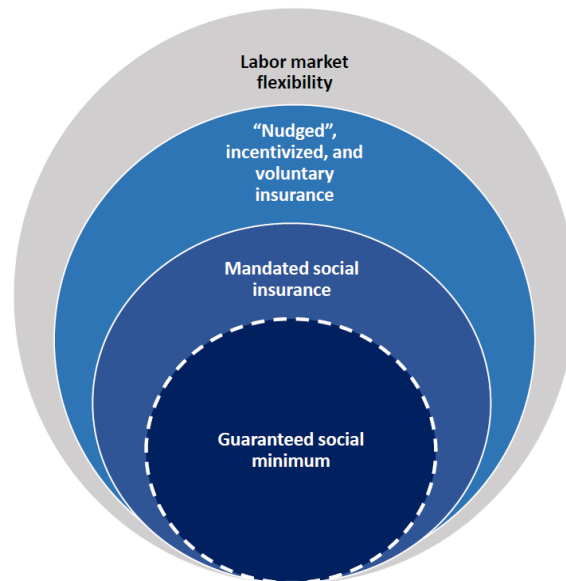 Labor market
flexibility
“Nudged”,
incentivized, and
voluntary
insurance
Mandated social
insurance
Guaranteed social
minimum